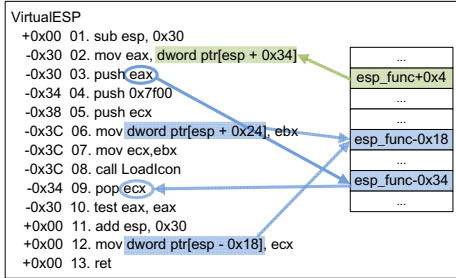 VirtualESP
+0x00 01. sub esp, 0x30
-0x30 02. mov eax, dword ptr[esp + 0x34]
-0x30 03. push eax
-0x34 04. push 0x7f00
-0x38 05. push ecx
-0x3C 06. mov dword ptr[esp + 0x24], ebx
-0x3C 07. mov ecx,ebx
-0x3C 08. call LoadIcon
-0x34 09. pop ecx
-0x30 10. test eax, eax
+0x00 11. add esp, 0x30
+0x00 12. mov dword ptr[esp - 0x18], ecx
+0x00 13. ret
...
esp_func+0x4
...
...
esp_func-0x18
...
esp_func-0x34
...